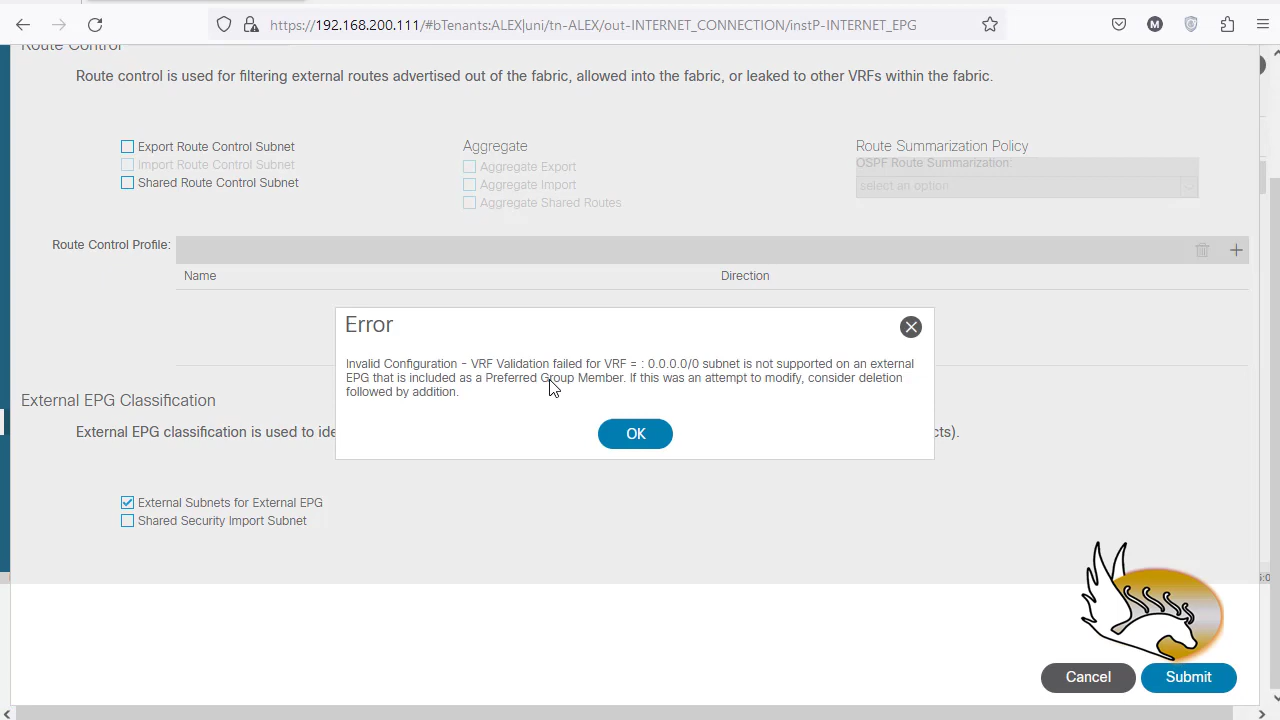 https://192.168.200.111/#bTenants:ALEX|uni/tn-ALEX/out-INTERNET_CONNECTION/instP-INTERNET_EPG
M
Route Control
Route control is used for filtering external routes advertised out of the fabric, allowed into the fabric, or leaked to other VRFs within the fabric.
Export Route Control Subnet
Import Route Control Subnet
Shared Route Control Subnet
Aggregate
Aggregate Export
Aggregate Import
Aggregate Shared Routes
Route Summarization Policy
OSPF Route Summarization:
select an option
Route Control Profile:
Name Direction
Error
Invalid Configuration - VRF Validation failed for VRF = : 0.0.0.0/0 subnet is not supported on an external
EPG that is included as a Preferred Group Member. If this was an attempt to modify, consider deletion
followed by addition.
OK
External EPG Classification
External EPG classification is used to ide cts).
External Subnets for External EPG
Shared Security Import Subnet
Cancel Submit